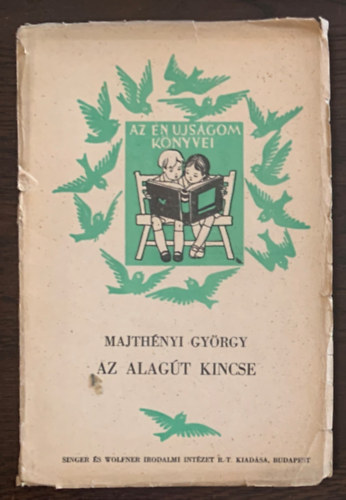 AZ ÉN UJSÁGOM
KÖNYVEI
MAJTHÉNYI GYÖRGY
AZ ALAGÚT KINCSE
SINGER ÉS WOLFNER IRODALMI INTÉZET R.-T. KIADÁSA, BUDAPEST